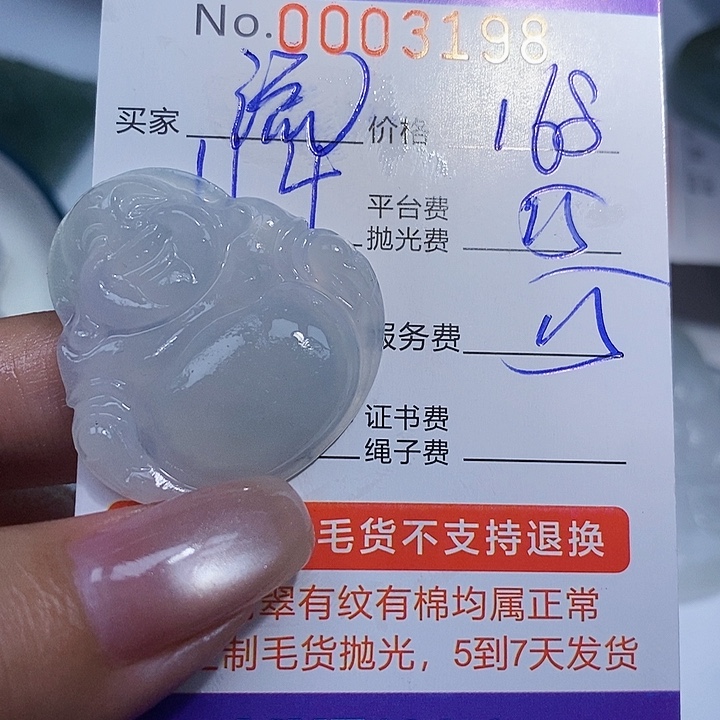 No.0003198
买家 价格 168
平台费
抛光费
服务费
证书费
绳子费
毛货不支持退换
翠有纹有棉均属正常
制毛货抛光，5到7天发货